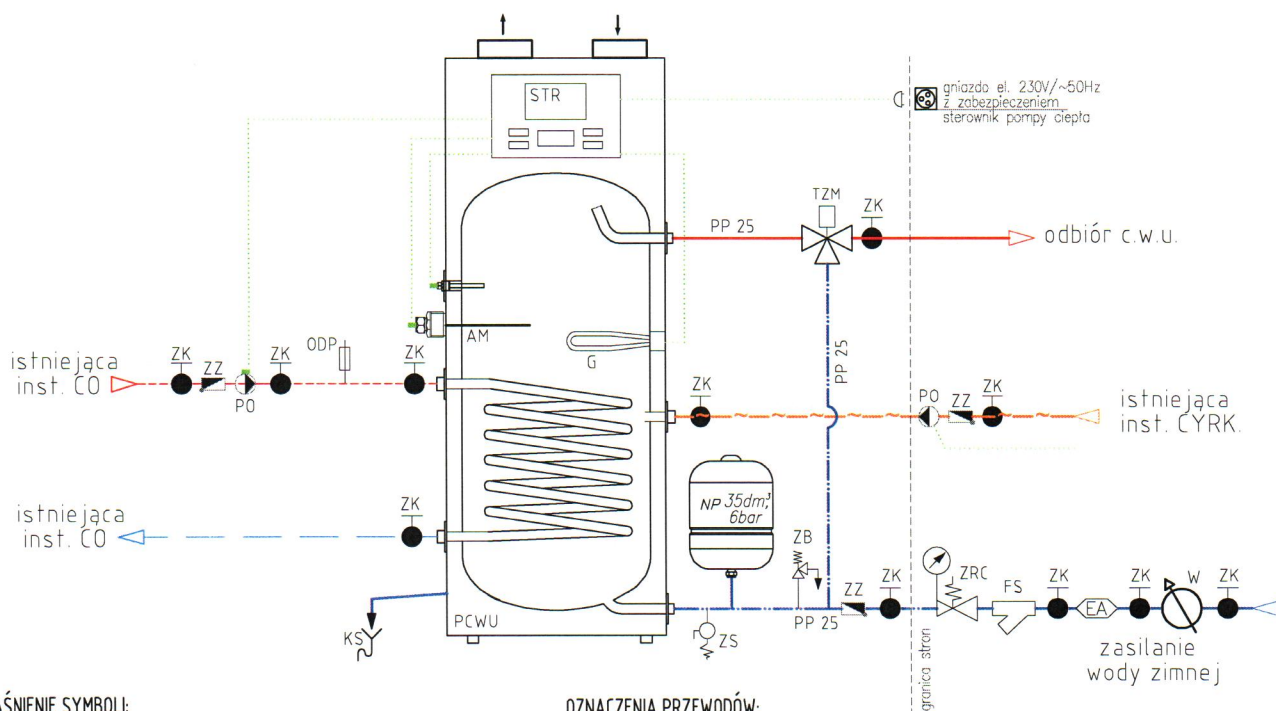 STR
gniazdo el. 230V/~50Hz
z zabezpieczeniem
sterownik pompy ciepła
TZM
ZK
PP 25
odbiór c.w.u.
AM
G
PP 25
ODP
istniejąca
inst. CO
ZK
ZZ
PO
ZK
ZK
ZK
PO
ZZ
ZK
istniejąca
inst. CYRK.
istniejąca
inst. CO
ZK
NP 35dm³,
6bar
ZB
ZZ
ZK
ZRC
FS
ZK
EA
ZK
W
ZK
PCWU
KS
ZS
PP 25
zasilanie
wody zimnej
granica stron
AŚNIENIE SYMBOLI:
OZNACZENIA PRZEWODÓW: